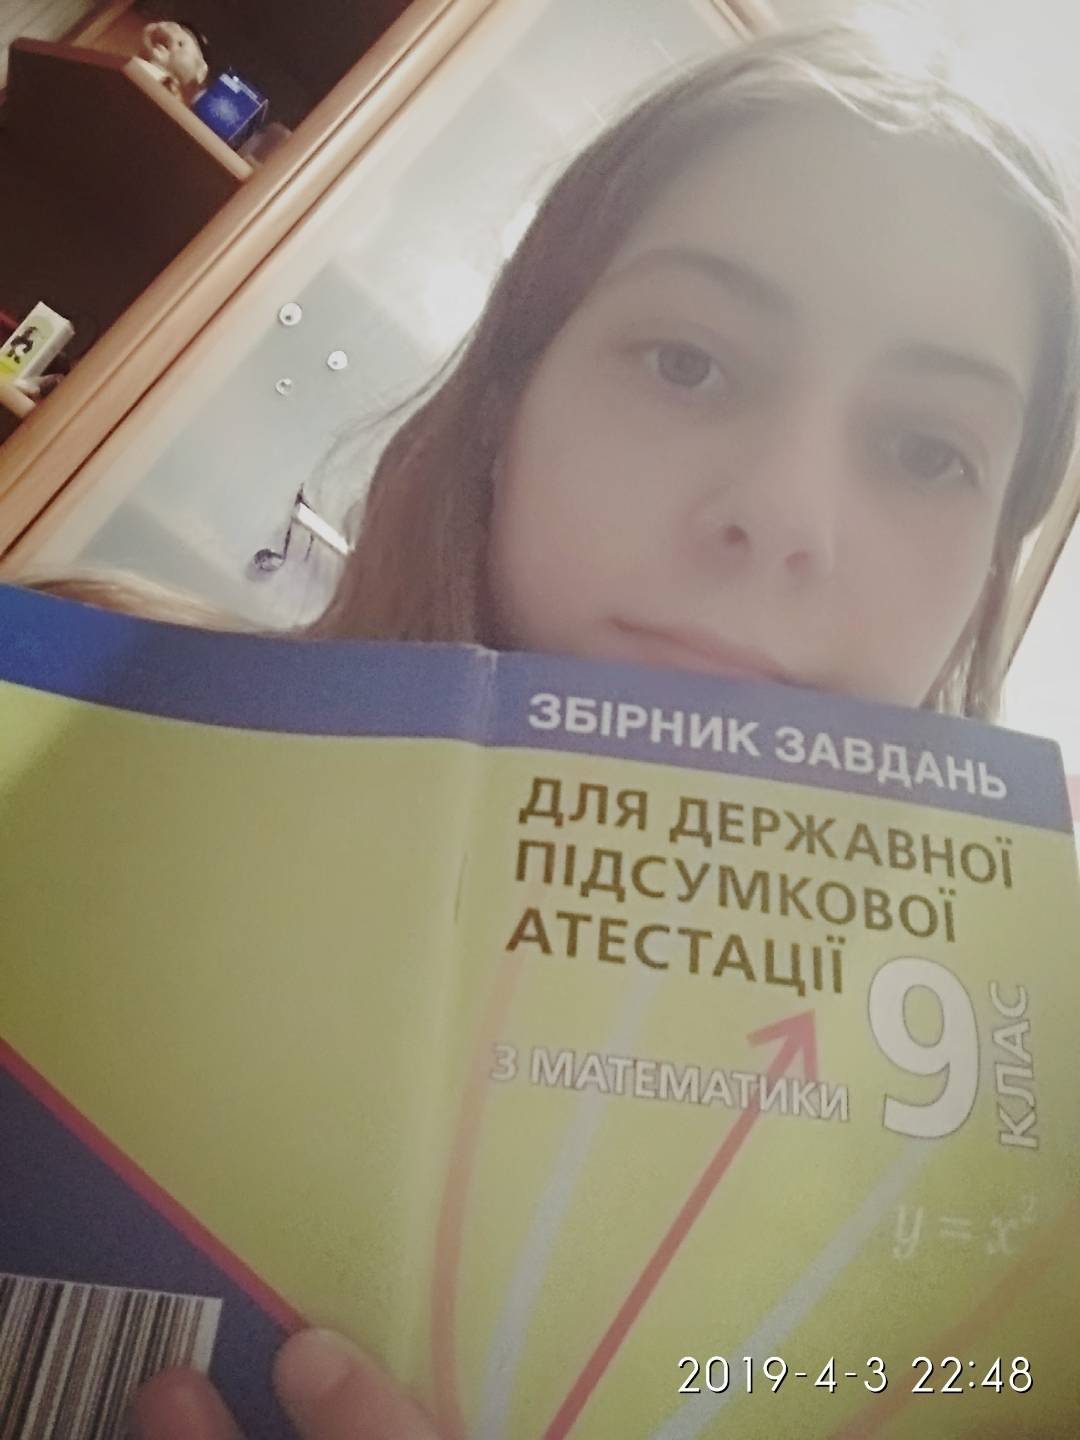 ЗБІРНИК ЗАВДАНЬ
ДЛЯ ДЕРЖАВНОЇ
ПІДСУМКОВОЇ
АТЕСТАЦІЇ
З МАТЕМАТИКИ
9
КЛАС
y = x²
2019-4-3 22:48